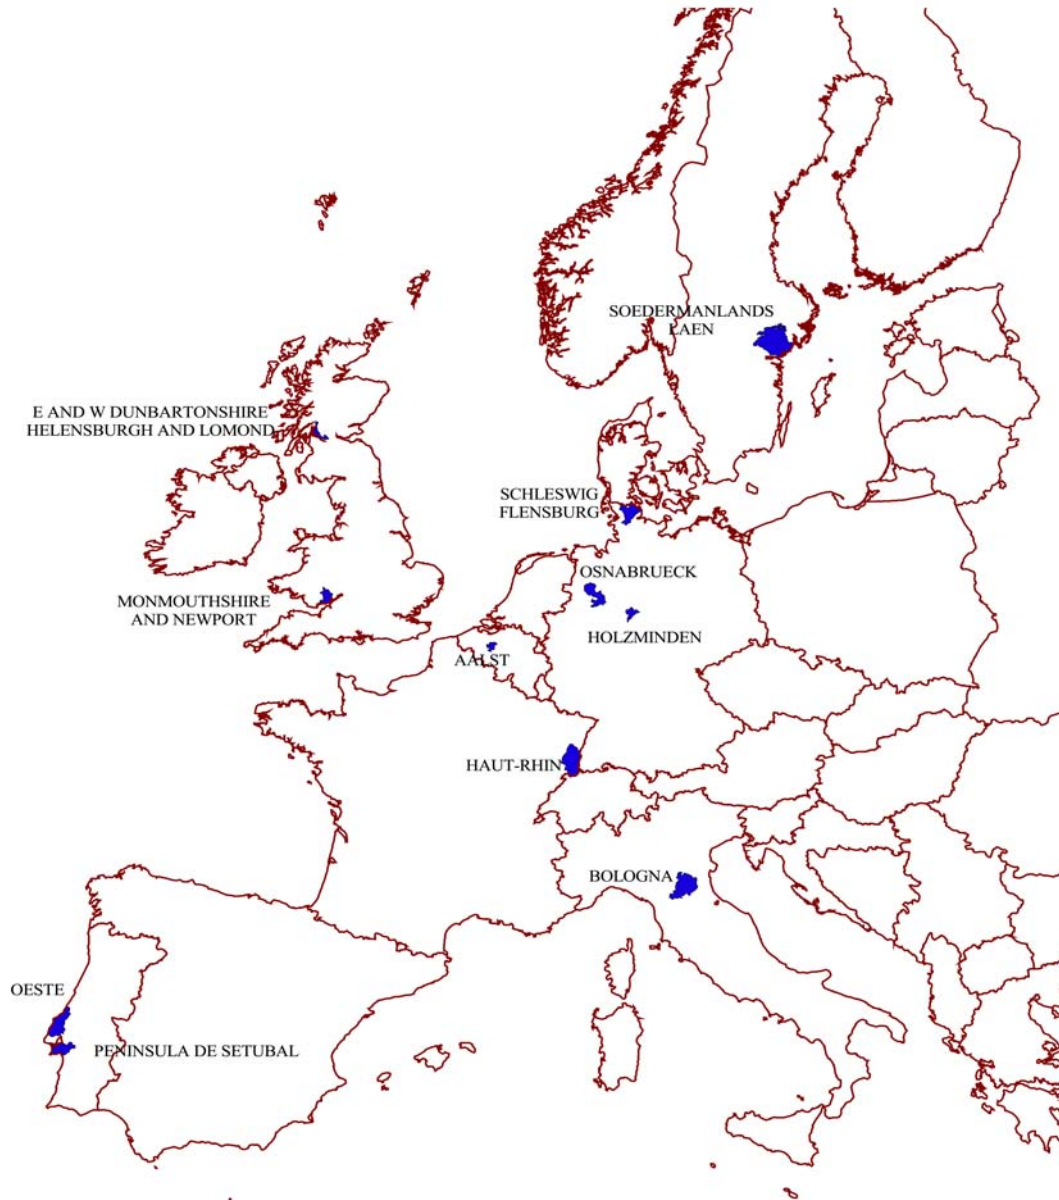 SOEDERMANLANDS
LAEN
E AND W DUNBARTONSHIRE
HELENSBURGH AND LOMOND
SCHLESWIG
FLENSBURG
OSNABRUECK
MONMOUTHSHIRE
AND NEWPORT
HOLZMINDEN
AALST
HAUT-RHIN
BOLOGNA
OESTE
PENINSULA DE SETUBAL